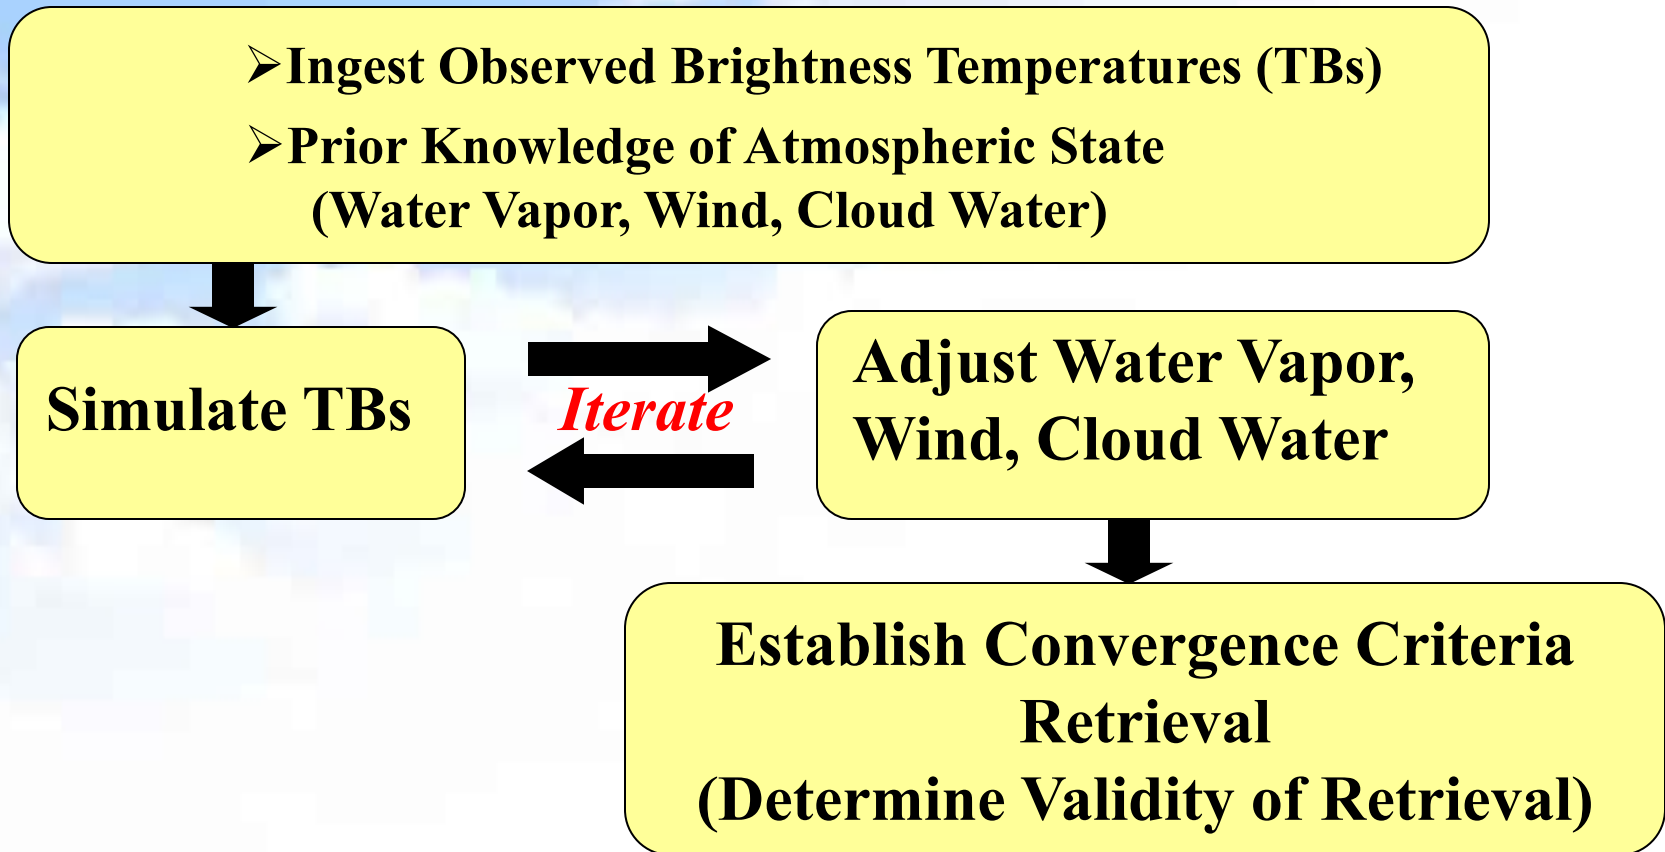 ➢Ingest Observed Brightness Temperatures (TBs)
➢Prior Knowledge of Atmospheric State
(Water Vapor, Wind, Cloud Water)
Simulate TBs
Iterate
Adjust Water Vapor,
Wind, Cloud Water
Establish Convergence Criteria
Retrieval
(Determine Validity of Retrieval)